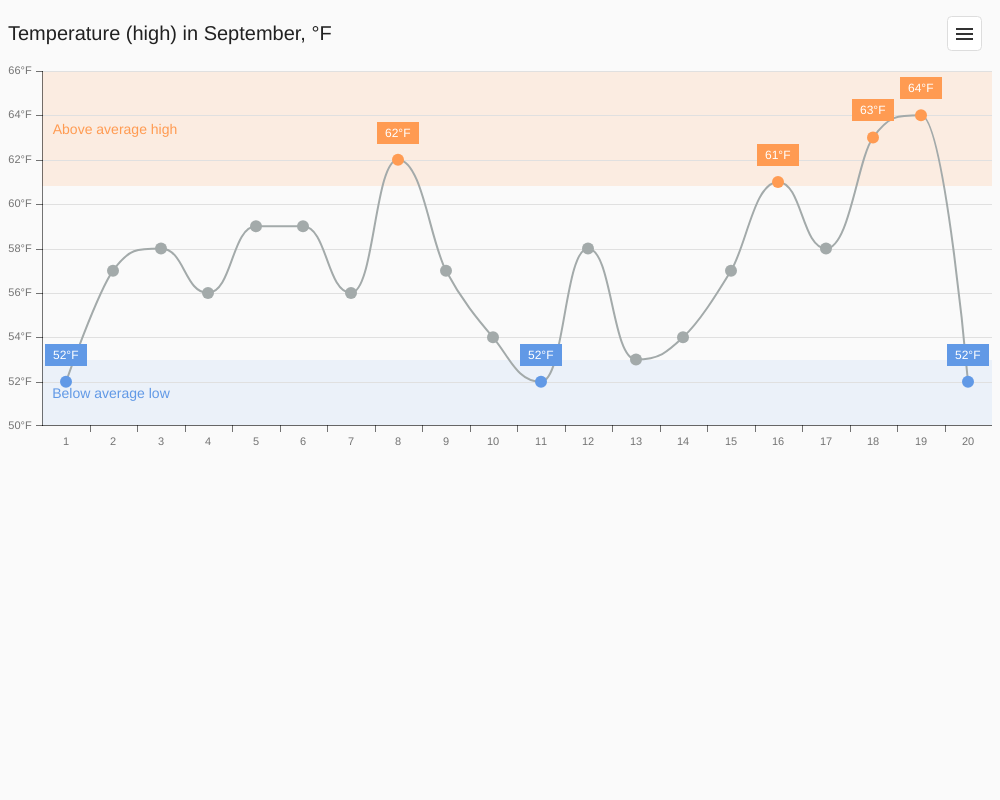 Temperature (high) in September, °F
66°F
64°F
62°F
60°F
58°F
56°F
54°F
52°F
50°F
Above average high
Below average low
52°F
62°F
52°F
61°F
63°F
64°F
52°F
1 2 3 4 5 6 7 8 9 10 11 12 13 14 15 16 17 18 19 20